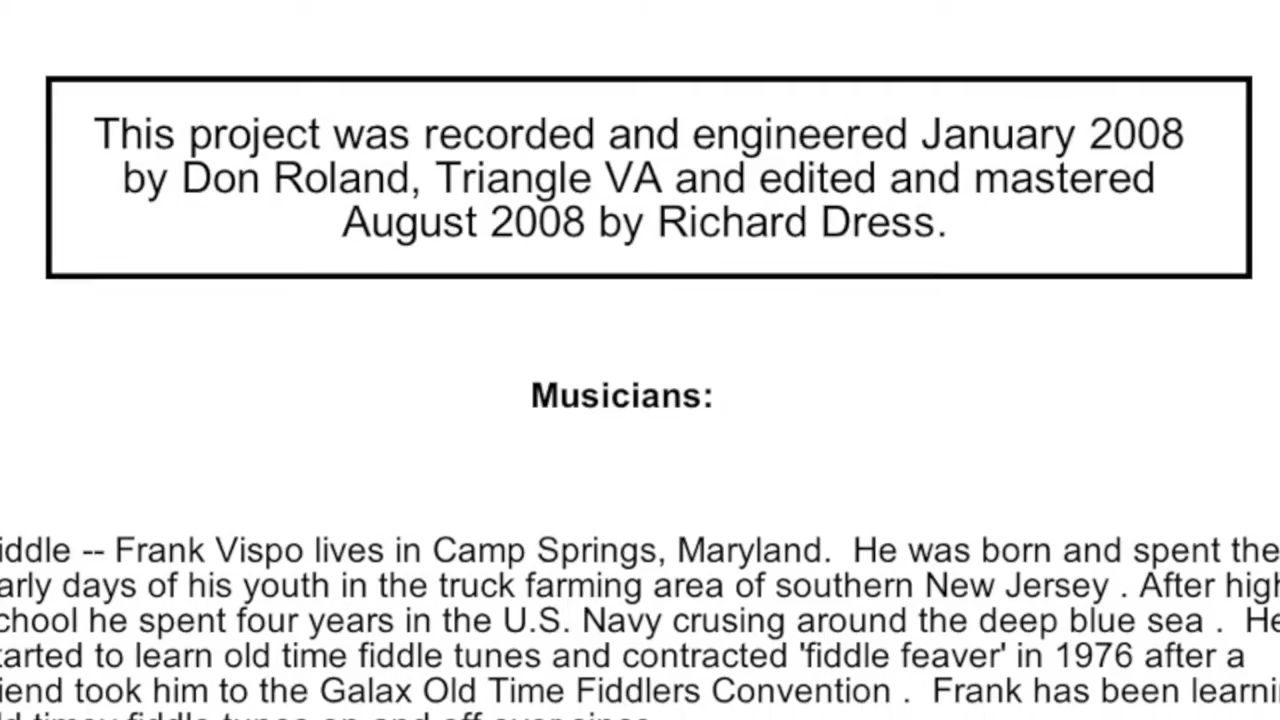 This project was recorded and engineered January 2008
by Don Roland, Triangle VA and edited and mastered
August 2008 by Richard Dress.
Musicians:
iddle -- Frank Vispo lives in Camp Springs, Maryland. He was born and spent the
arly days of his youth in the truck farming area of southern New Jersey . After high
chool he spent four years in the U.S. Navy crusing around the deep blue sea . He
tarted to learn old time fiddle tunes and contracted 'fiddle feaver' in 1976 after a
iend took him to the Galax Old Time Fiddlers Convention . Frank has been learni